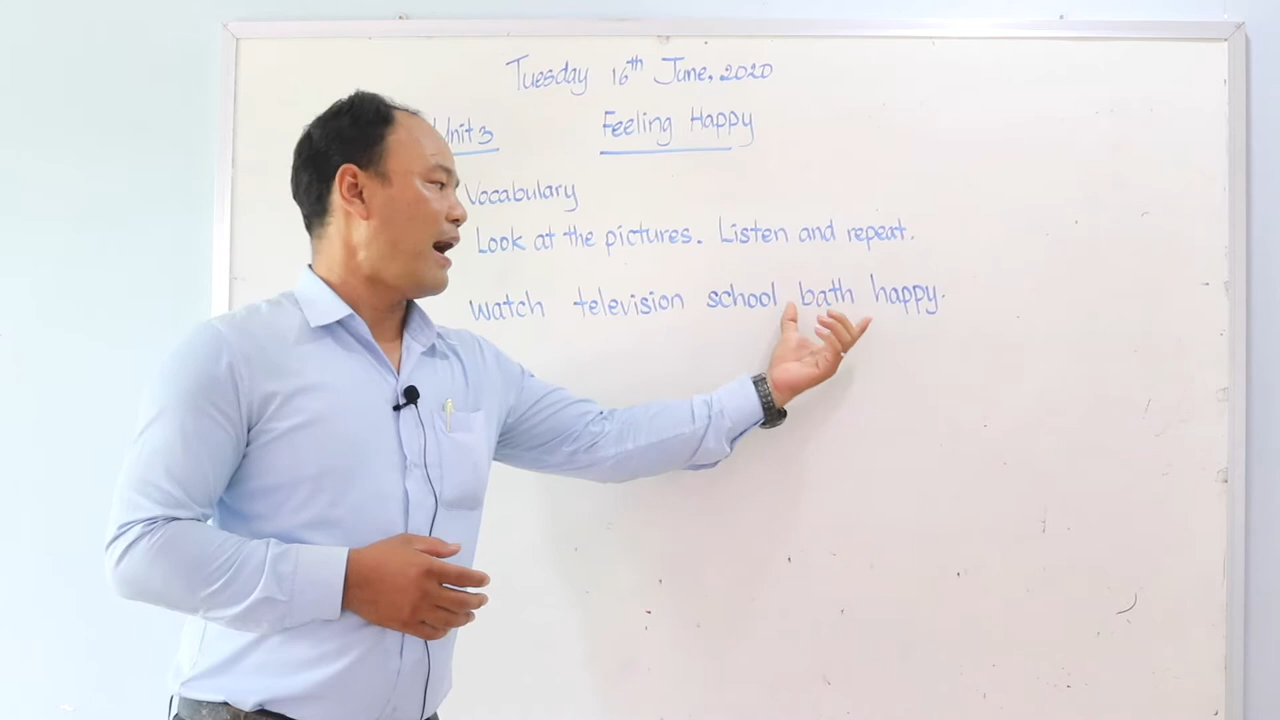 Tuesday 16th June, 2020
Unit 3 Feeling Happy
Vocabulary
Look at the pictures. Listen and repeat.
watch television school bath happy.